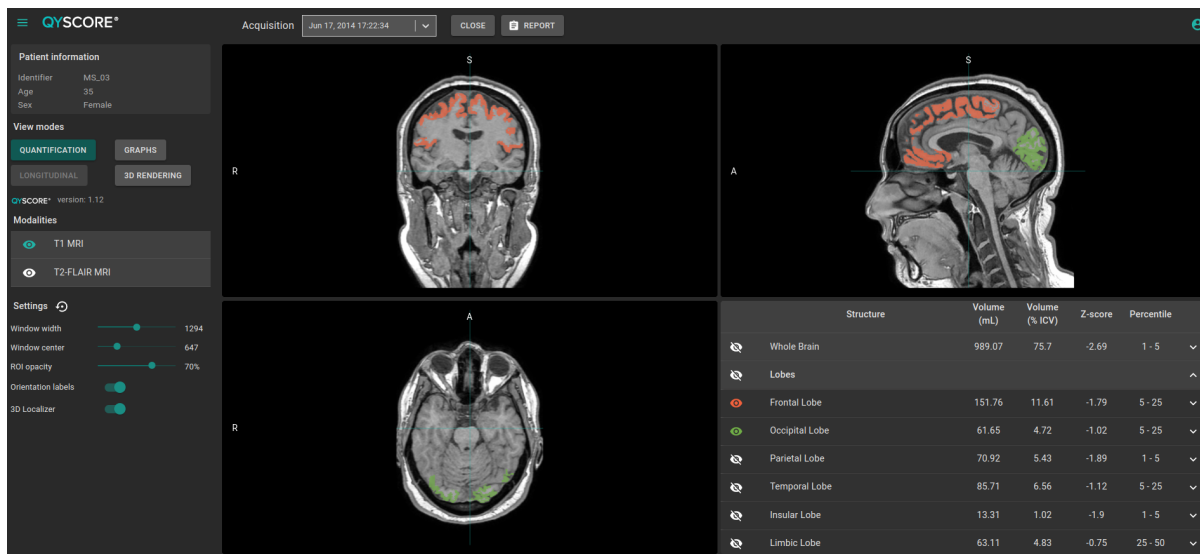 QYSCORE®
Acquisition Jun 17, 2014 17:22:34 CLOSE REPORT
Patient information
Identifier MS_03
Age 35
Sex Female
View modes
QUANTIFICATION GRAPHS
LONGITUDINAL 3D RENDERING
QYSCORE® version: 1.12
Modalities
T1 MRI
T2-FLAIR MRI
Settings
Window width 1294
Window center 647
ROI opacity 70%
Orientation labels
3D Localizer
S
R
S
A
A
R
Structure Volume (mL) Volume (% ICV) Z-score Percentile
Whole Brain 989.07 75.7 -2.69 1 - 5
Lobes
Frontal Lobe 151.76 11.61 -1.79 5 - 25
Occipital Lobe 61.65 4.72 -1.02 5 - 25
Parietal Lobe 70.92 5.43 -1.89 1 - 5
Temporal Lobe 85.71 6.56 -1.12 5 - 25
Insular Lobe 13.31 1.02 -1.9 1 - 5
Limbic Lobe 63.11 4.83 -0.75 25 - 50